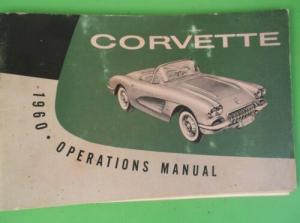 CORVETTE
1960 • OPERATIONS MANUAL